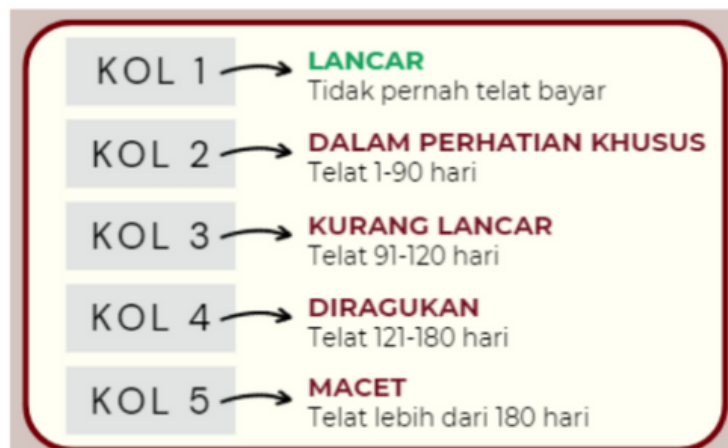 KOL 1
LANCAR
Tidak pernah telat bayar
KOL 2
DALAM PERHATIAN KHUSUS
Telat 1-90 hari
KOL 3
KURANG LANCAR
Telat 91-120 hari
KOL 4
DIRAGUKAN
Telat 121-180 hari
KOL 5
MACET
Telat lebih dari 180 hari